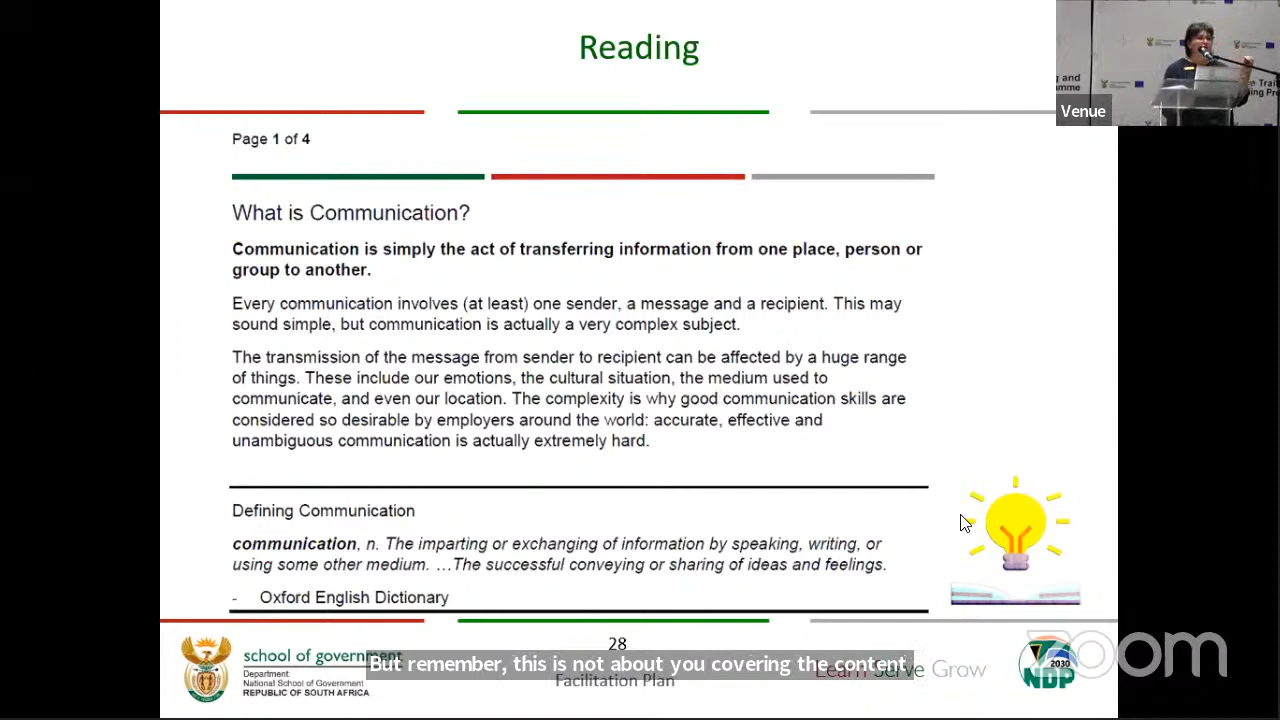 Reading
Venue
Page 1 of 4
What is Communication?
Communication is simply the act of transferring information from one place, person or
group to another.
Every communication involves (at least) one sender, a message and a recipient. This may
sound simple, but communication is actually a very complex subject.
The transmission of the message from sender to recipient can be affected by a huge range
of things. These include our emotions, the cultural situation, the medium used to
communicate, and even our location. The complexity is why good communication skills are
considered so desirable by employers around the world: accurate, effective and
unambiguous communication is actually extremely hard.
Defining Communication
communication, n. The imparting or exchanging of information by speaking, writing, or
using some other medium. …The successful conveying or sharing of ideas and feelings.
- Oxford English Dictionary
28
school of government
But remember, this is not about you covering the content
Department:
National School of Government
REPUBLIC OF SOUTH AFRICA
Facilitation Plan
Learn Serve Grow
2030
NDP
zoom